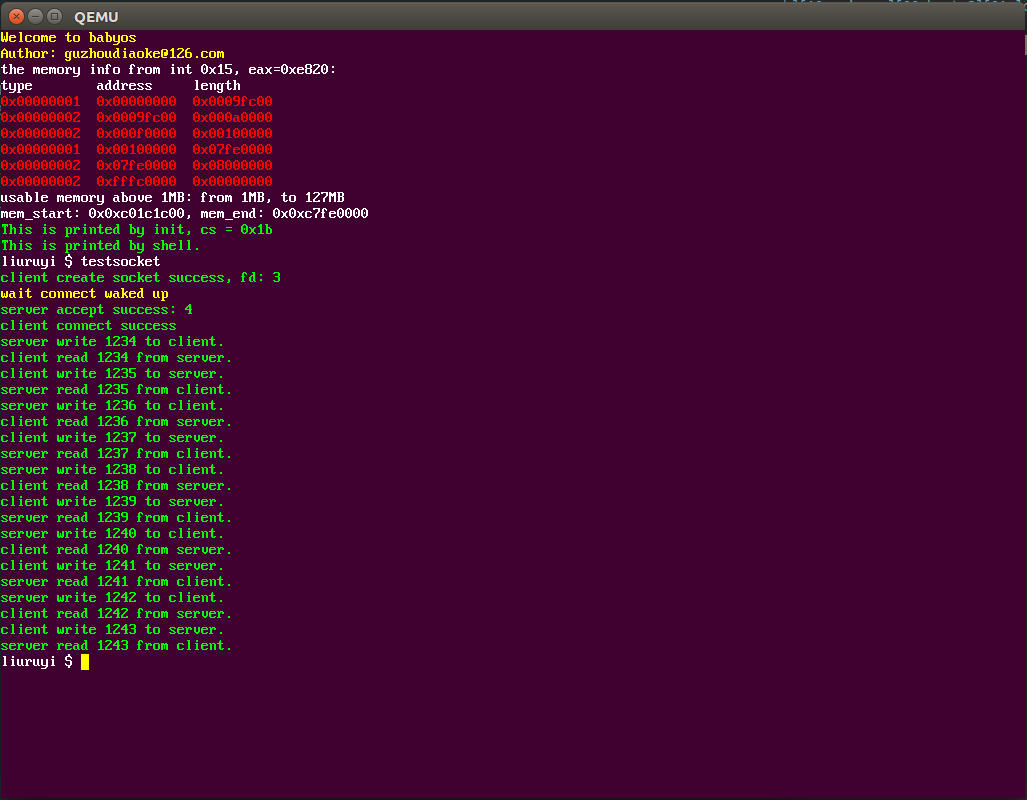 QEMU
Welcome to babyos
Author: guzhoudiaoke@126.com
the memory info from int 0x15, eax=0xe820:
type        address     length
0x00000001  0x00000000  0x0009fc00
0x00000002  0x0009fc00  0x000a0000
0x00000002  0x000f0000  0x00100000
0x00000001  0x00100000  0x07fe0000
0x00000002  0x07fe0000  0x08000000
0x00000002  0xfffc0000  0x00000000
usable memory above 1MB: from 1MB, to 127MB
mem_start: 0x0xc01c1c00, mem_end: 0x0xc7fe0000
This is printed by init, cs = 0x1b
This is printed by shell.
liuruyi $ testsocket
client create socket success, fd: 3
wait connect waked up
server accept success: 4
client connect success
server write 1234 to client.
client read 1234 from server.
client write 1235 to server.
server read 1235 from client.
server write 1236 to client.
client read 1236 from server.
client write 1237 to server.
server read 1237 from client.
server write 1238 to client.
client read 1238 from server.
client write 1239 to server.
server read 1239 from client.
server write 1240 to client.
client read 1240 from server.
client write 1241 to server.
server read 1241 from client.
server write 1242 to client.
client read 1242 from server.
client write 1243 to server.
server read 1243 from client.
liuruyi $